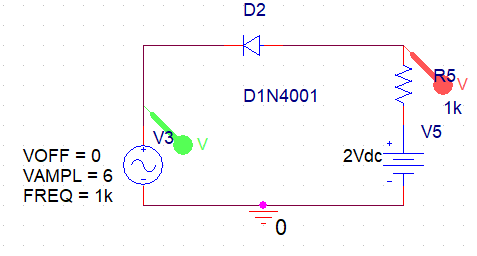 D2
D1N4001
R5
V
1k
V3
V
V5
2Vdc
+
-
+
-
VOFF = 0
VAMPL = 6
FREQ = 1k
0